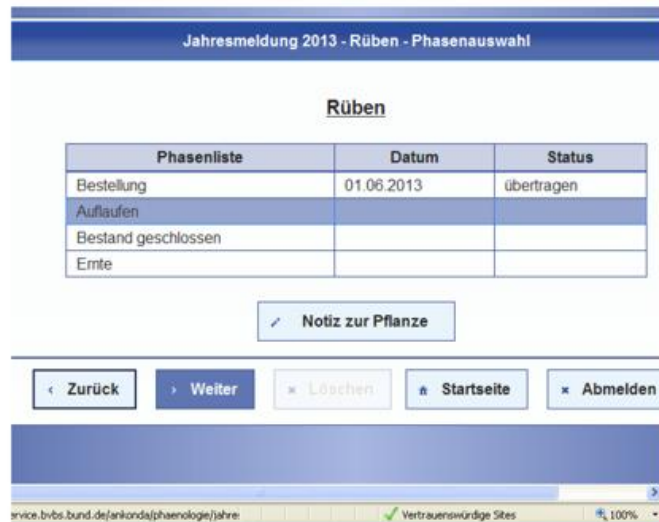 Jahresmeldung 2013 - Rüben - Phasenauswahl
Rüben
Phasenliste Datum Status
Bestellung 01.06.2013 übertragen
Auflaufen
Bestand geschlossen
Ernte
Notiz zur Pflanze
‹ Zurück › Weiter × Löschen Startseite × Abmelden
ervice.bvbs.bund.de/ankonda/phaenologie/jahre Vertrauenswürdige Sites 100%